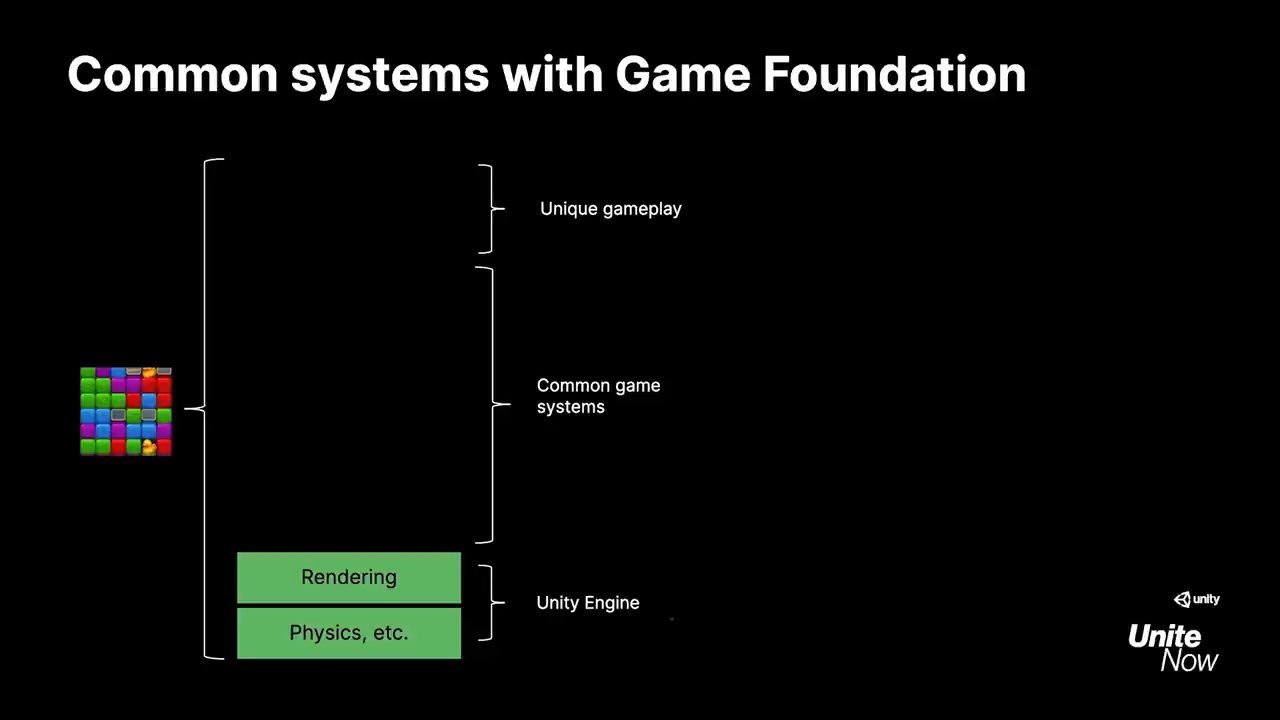 Common systems with Game Foundation
Unique gameplay
Common game
systems
Rendering
Physics, etc.
Unity Engine
unity
Unite
Now